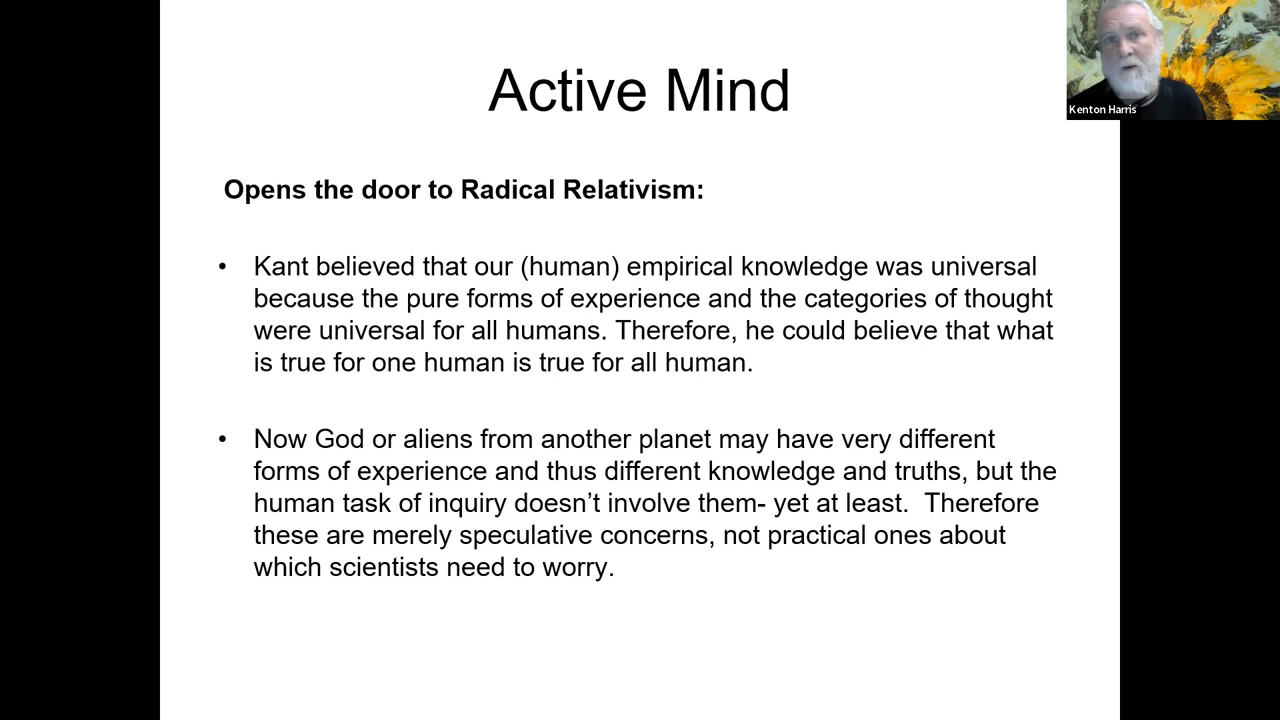 Active Mind
Kenton Harris
Opens the door to Radical Relativism:
• Kant believed that our (human) empirical knowledge was universal
because the pure forms of experience and the categories of thought
were universal for all humans. Therefore, he could believe that what
is true for one human is true for all human.
• Now God or aliens from another planet may have very different
forms of experience and thus different knowledge and truths, but the
human task of inquiry doesn’t involve them- yet at least.  Therefore
these are merely speculative concerns, not practical ones about
which scientists need to worry.